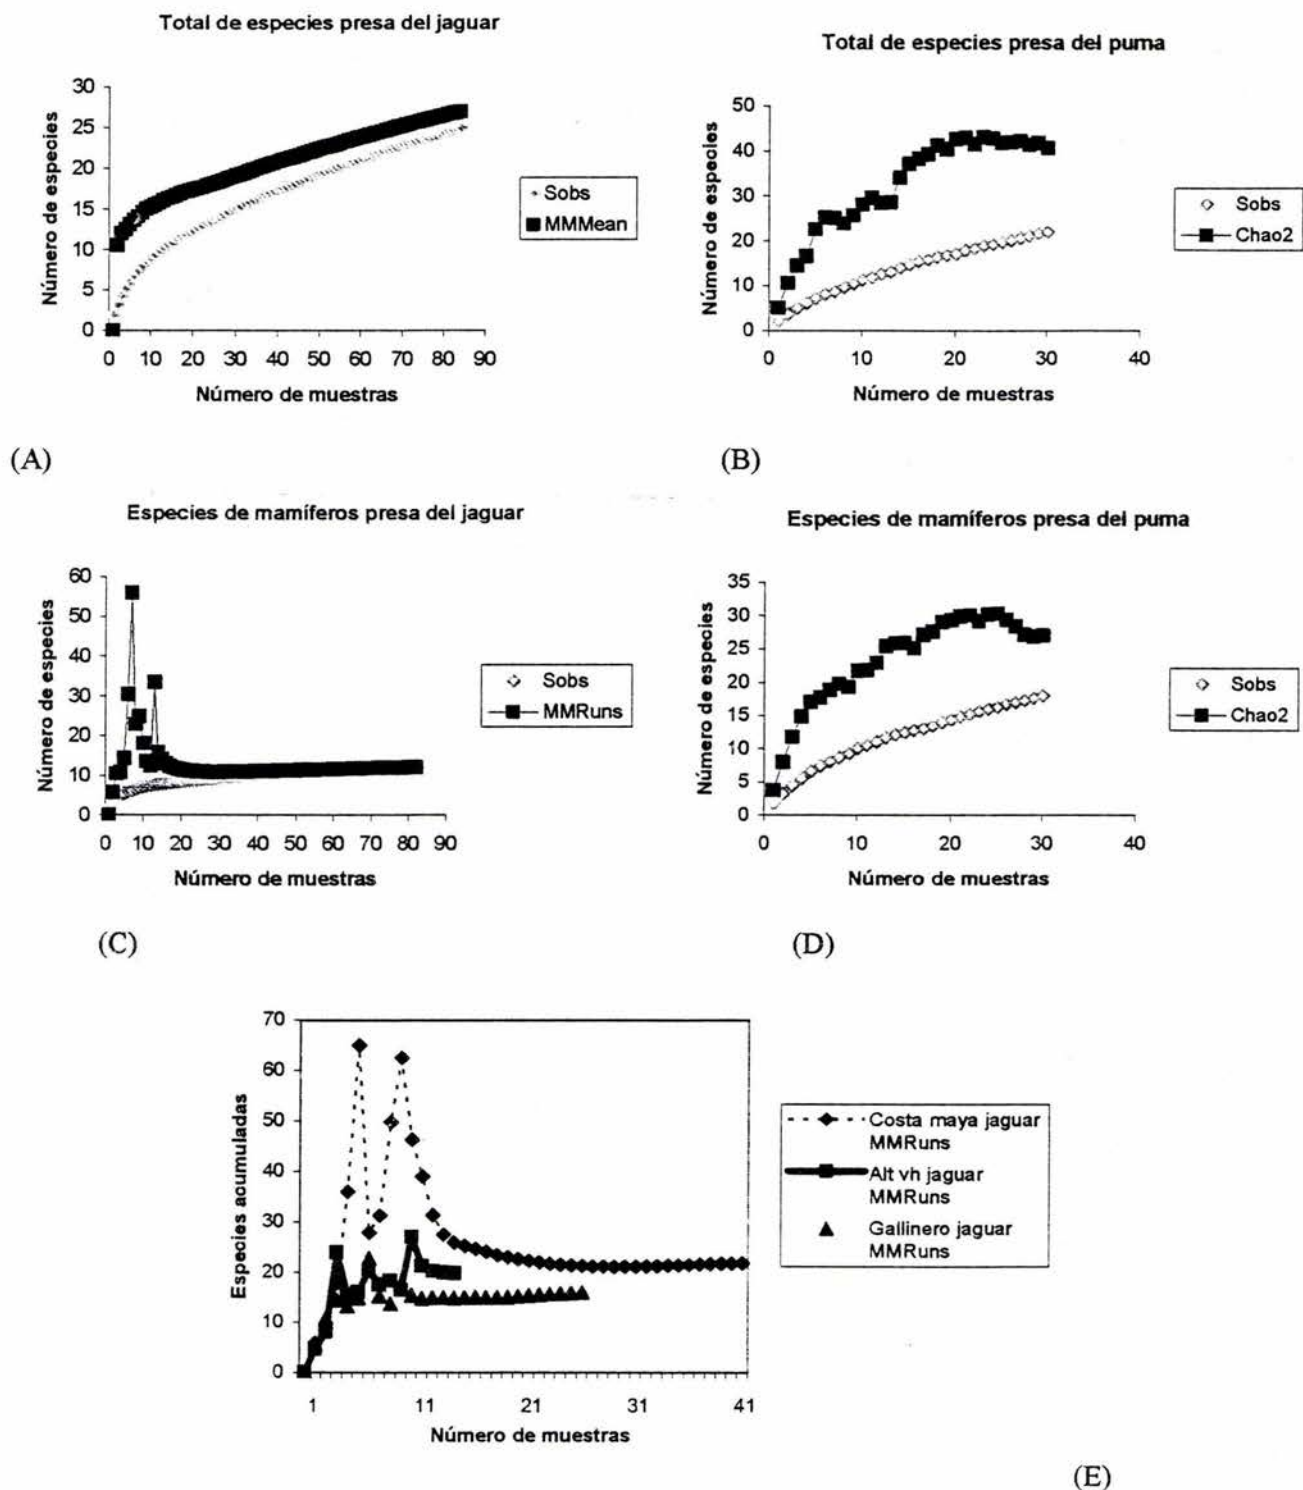 Total de especies presa del jaguar
Número de especies
30
25
20
15
10
5
0
0 10 20 30 40 50 60 70 80 90
Número de muestras
Sobs
MMMean
(A)
Total de especies presa del puma
Número de especies
50
40
30
20
10
0
0 10 20 30 40
Número de muestras
Sobs
Chao2
(B)
Especies de mamíferos presa del jaguar
Número de especies
60
50
40
30
20
10
0
0 10 20 30 40 50 60 70 80 90
Número de muestras
Sobs
MMRuns
(C)
Especies de mamíferos presa del puma
Número de especies
35
30
25
20
15
10
5
0
0 10 20 30 40
Número de muestras
Sobs
Chao2
(D)
Especies acumuladas
70
60
50
40
30
20
10
0
1 11 21 31 41
Número de muestras
Costa maya jaguar
MMRuns
Alt vh jaguar
MMRuns
Gallinero jaguar
MMRuns
(E)